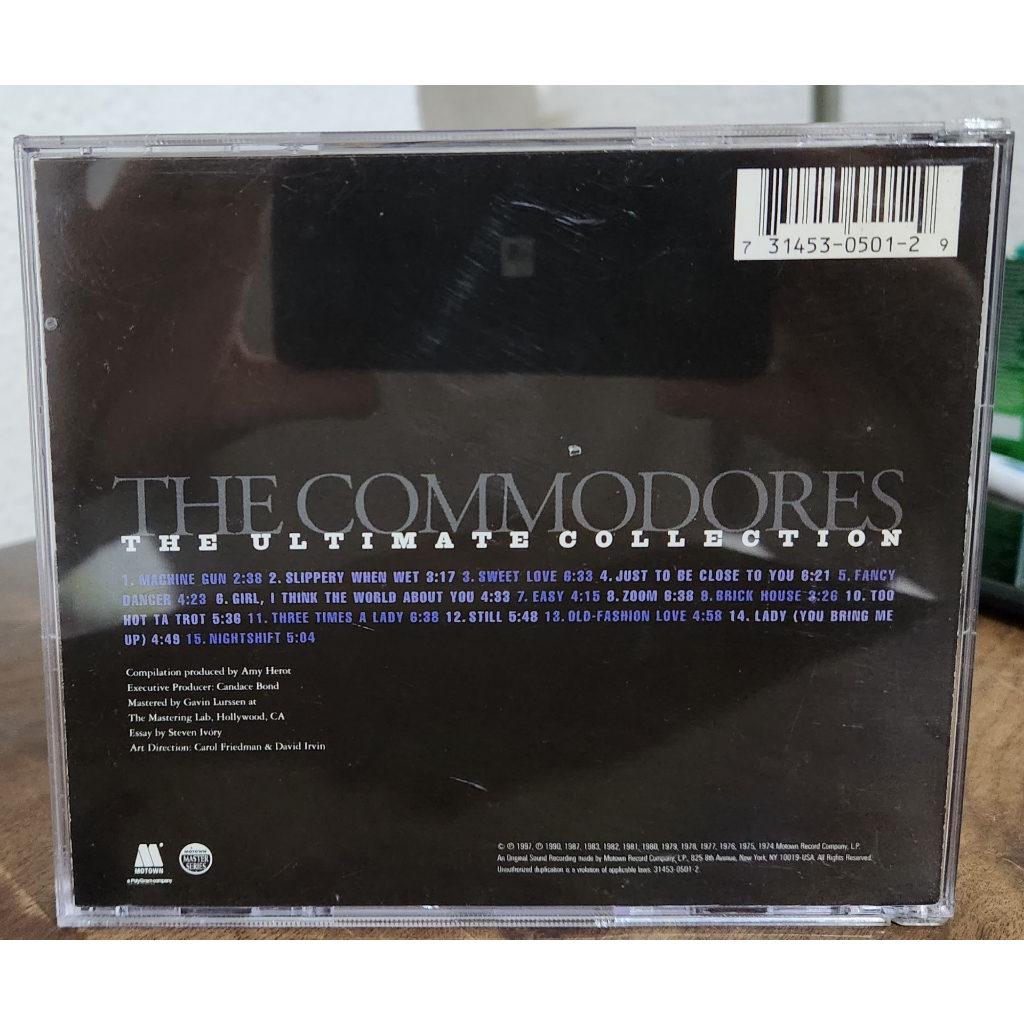 7 31453-0501-2 9
THE COMMODORES
THE ULTIMATE COLLECTION
1. MACHINE GUN 2:38 2. SLIPPERY WHEN WET 3:17 3. SWEET LOVE 6:33 4. JUST TO BE CLOSE TO YOU 6:21 5. FANCY
DANCER 4:23 6. GIRL, I THINK THE WORLD ABOUT YOU 4:33 7. EASY 4:15 8. ZOOM 6:38 9. BRICK HOUSE 3:26 10. TOO
HOT TA TROT 5:36 11. THREE TIMES A LADY 6:38 12. STILL 5:48 13. OLD-FASHION LOVE 4:58 14. LADY (YOU BRING ME
UP) 4:49 15. NIGHTSHIFT 5:04
Compilation produced by Amy Herot
Executive Producer: Candace Bond
Mastered by Gavin Lurssen at
The Mastering Lab, Hollywood, CA
Essay by Steven Ivory
Art Direction: Carol Friedman & David Irvin
© ℗ 1997, ℗ 1990, 1987, 1983, 1982, 1981, 1980, 1979, 1978, 1977, 1976, 1975, 1974 Motown Record Company, L.P.
An Original Sound Recording made by Motown Record Company, L.P., 825 8th Avenue, New York, NY 10019-USA. All Rights Reserved.
Unauthorized duplication is a violation of applicable laws. 31453-0501-2.
MOTOWN
a PolyGram company
MOTOWN
MASTER
SERIES